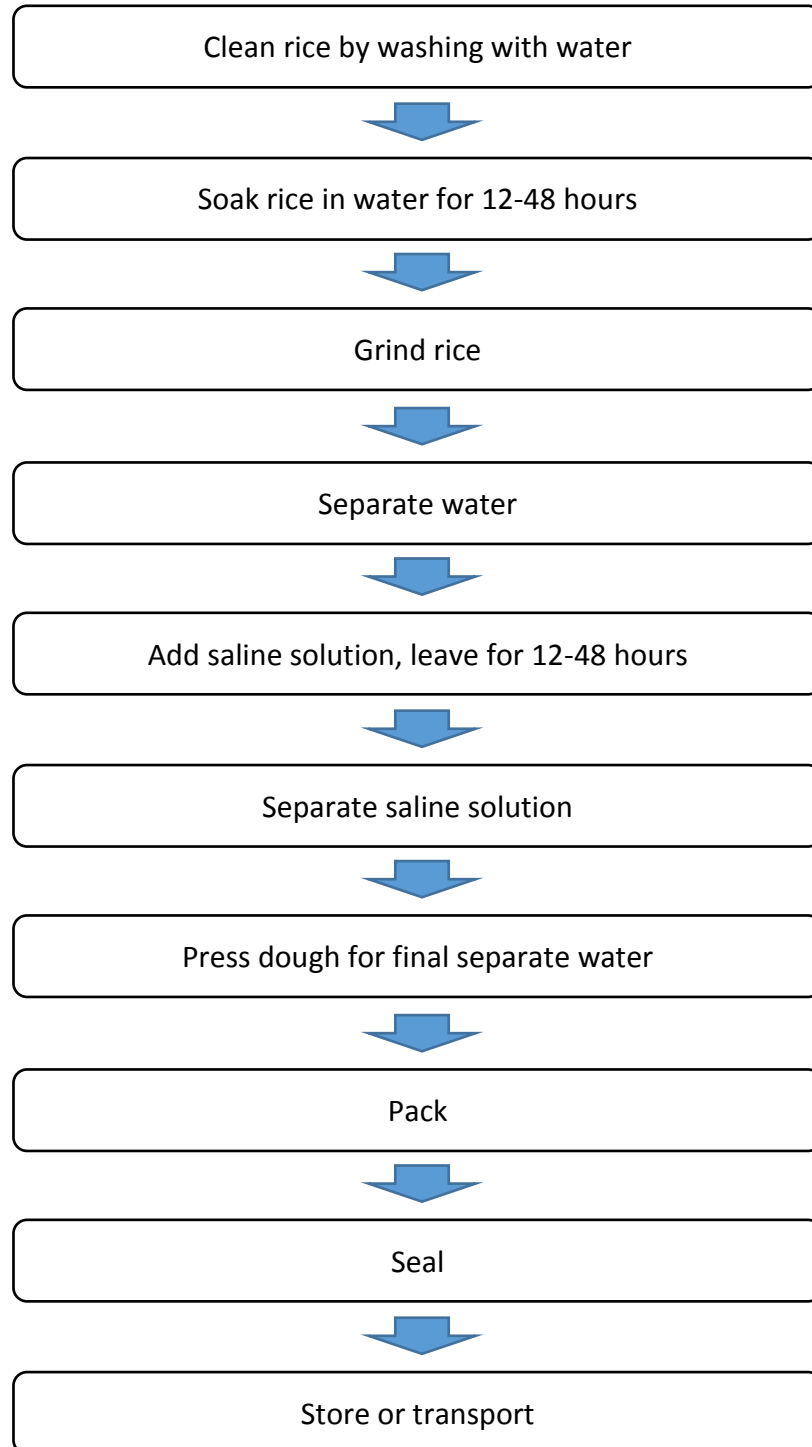 Clean rice by washing with water
Soak rice in water for 12-48 hours
Grind rice
Separate water
Add saline solution, leave for 12-48 hours
Separate saline solution
Press dough for final separate water
Pack
Seal
Store or transport